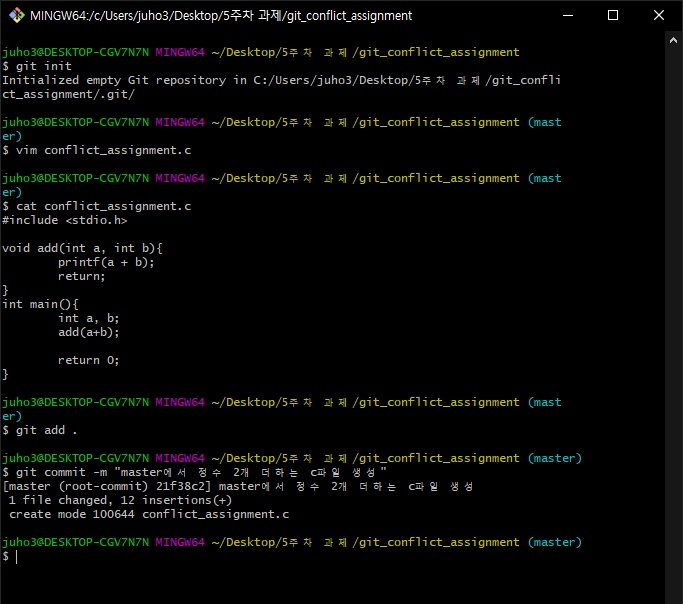 MINGW64:/c/Users/juho3/Desktop/5주차 과제/git_conflict_assignment
juho3@DESKTOP-CGV7N7N MINGW64 ~/Desktop/5주차 과제/git_conflict_assignment
$ git init
Initialized empty Git repository in C:/Users/juho3/Desktop/5주차 과제/git_confli
ct_assignment/.git/
juho3@DESKTOP-CGV7N7N MINGW64 ~/Desktop/5주차 과제/git_conflict_assignment (mast
er)
$ vim conflict_assignment.c
juho3@DESKTOP-CGV7N7N MINGW64 ~/Desktop/5주차 과제/git_conflict_assignment (mast
er)
$ cat conflict_assignment.c
#include <stdio.h>
void add(int a, int b){
        printf(a + b);
        return;
}
int main(){
        int a, b;
        add(a+b);
        return 0;
}
juho3@DESKTOP-CGV7N7N MINGW64 ~/Desktop/5주차 과제/git_conflict_assignment (mast
er)
$ git add .
juho3@DESKTOP-CGV7N7N MINGW64 ~/Desktop/5주차 과제/git_conflict_assignment (master)
$ git commit -m "master에서 정수 2개 더하는 c파일 생성"
[master (root-commit) 21f38c2] master에서 정수 2개 더하는 c파일 생성
 1 file changed, 12 insertions(+)
 create mode 100644 conflict_assignment.c
juho3@DESKTOP-CGV7N7N MINGW64 ~/Desktop/5주차 과제/git_conflict_assignment (master)
$